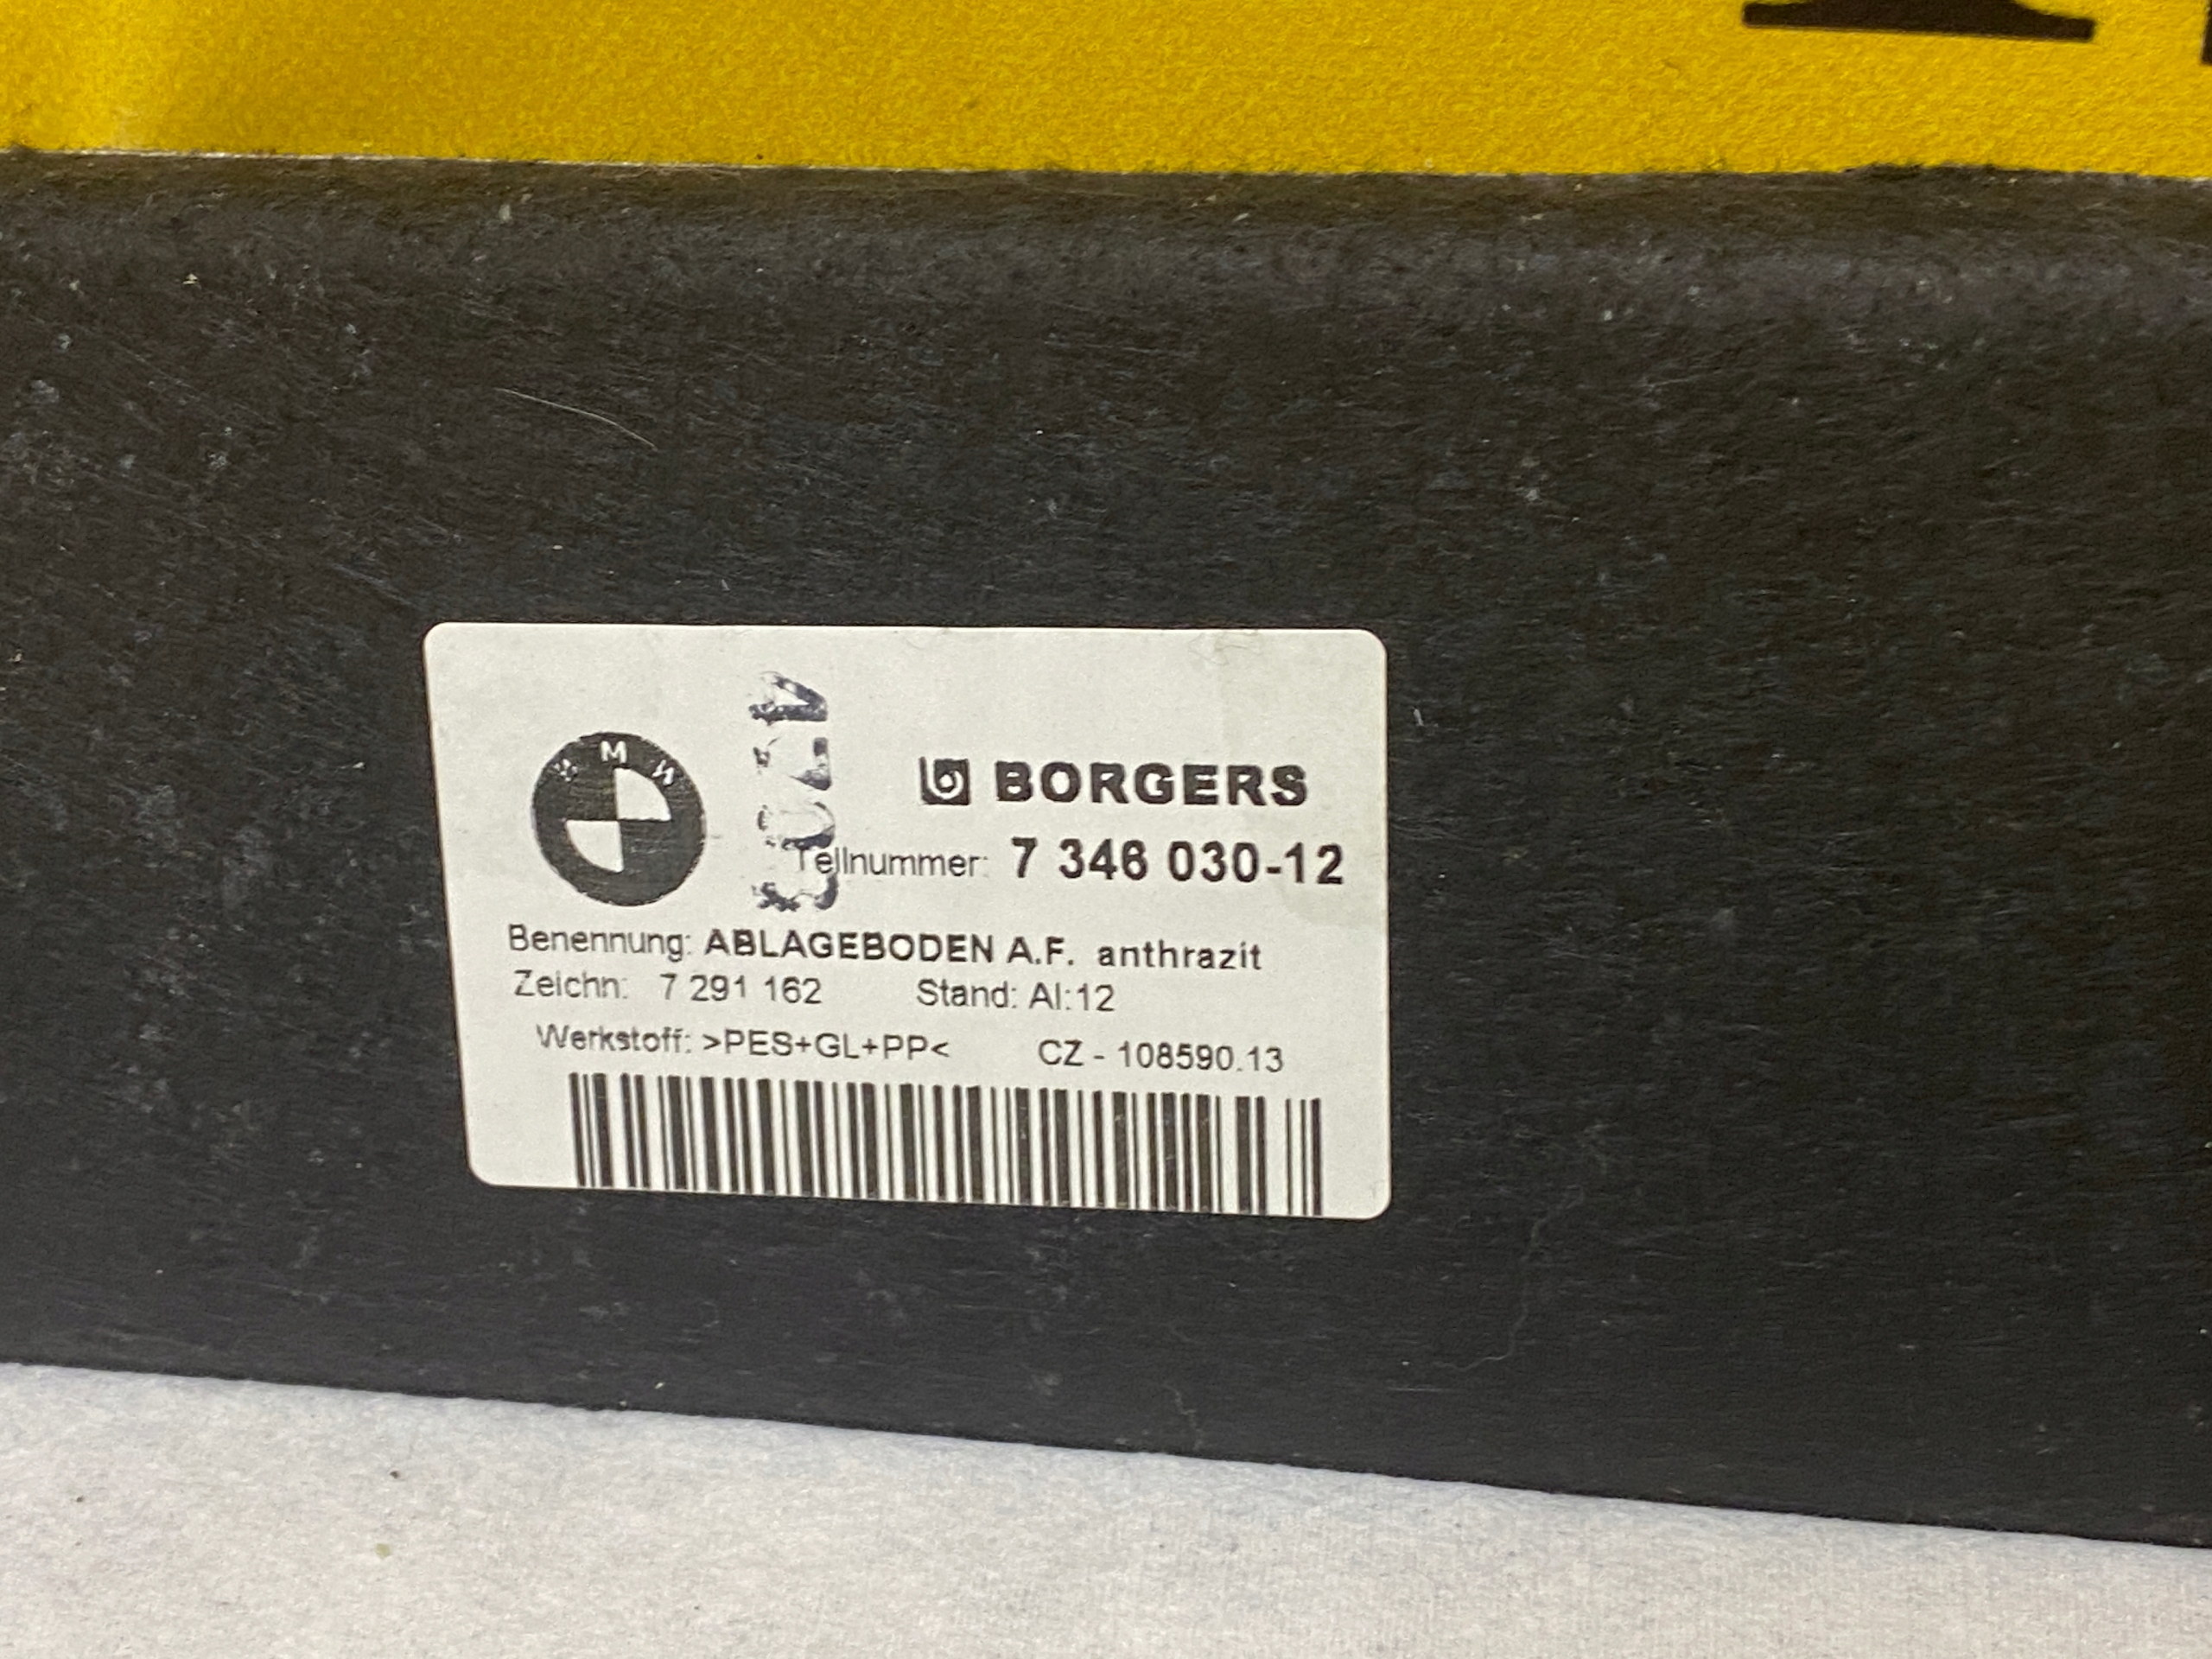 BMW
BORGERS
Teilnummer: 7 346 030-12
Benennung: ABLAGEBODEN A.F. anthrazit
Zeichn: 7 291 162 Stand: AI:12
Werkstoff: >PES+GL+PP< CZ - 108590.13